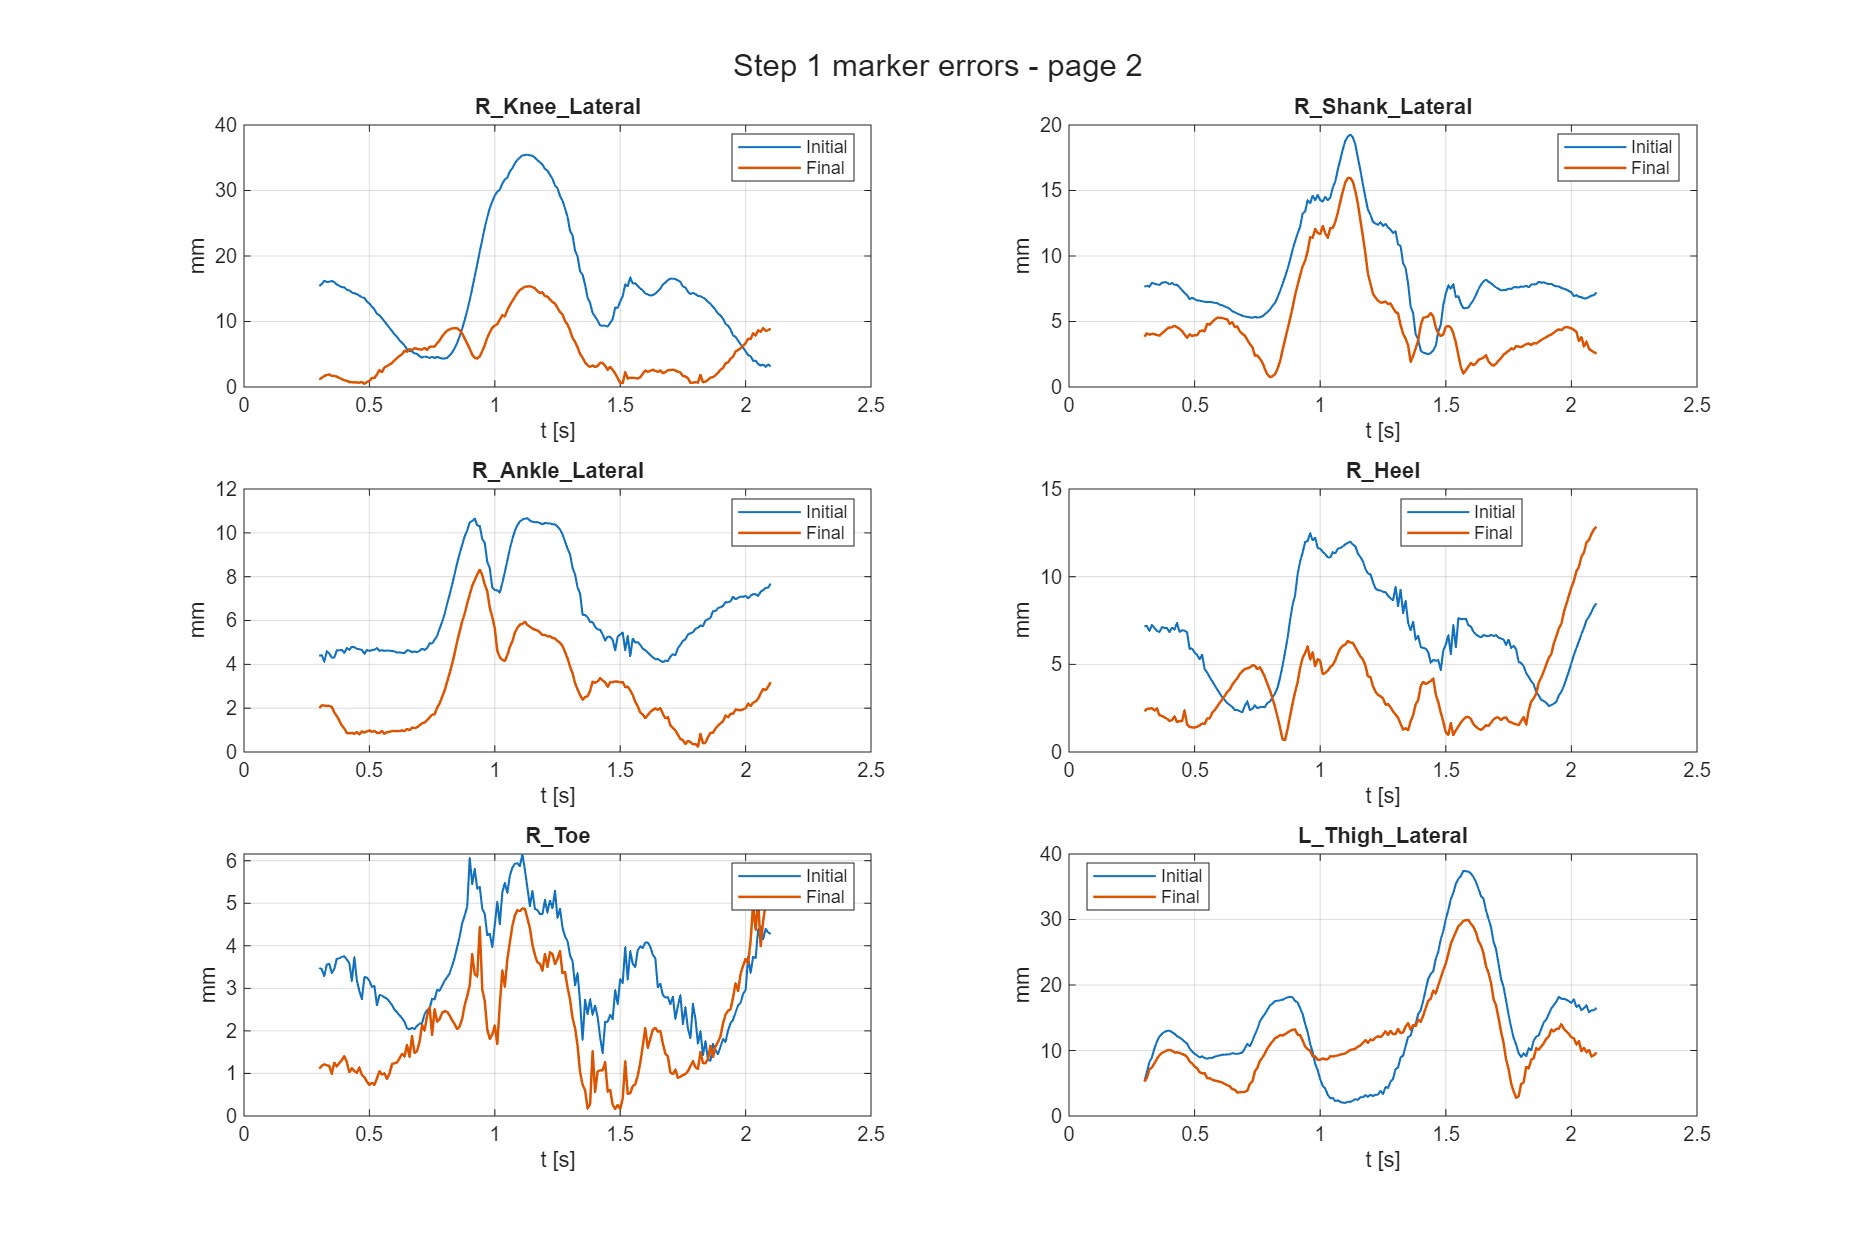 Step 1 marker errors - page 2
R_Knee_Lateral
40
30
20
10
0
mm
0 0.5 1 1.5 2 2.5
t [s]
Initial
Final
R_Shank_Lateral
20
15
10
5
0
mm
0 0.5 1 1.5 2 2.5
t [s]
Initial
Final
R_Ankle_Lateral
12
10
8
6
4
2
0
mm
0 0.5 1 1.5 2 2.5
t [s]
Initial
Final
R_Heel
15
10
5
0
mm
0 0.5 1 1.5 2 2.5
t [s]
Initial
Final
R_Toe
6
5
4
3
2
1
0
mm
0 0.5 1 1.5 2 2.5
t [s]
Initial
Final
L_Thigh_Lateral
40
30
20
10
0
mm
0 0.5 1 1.5 2 2.5
t [s]
Initial
Final